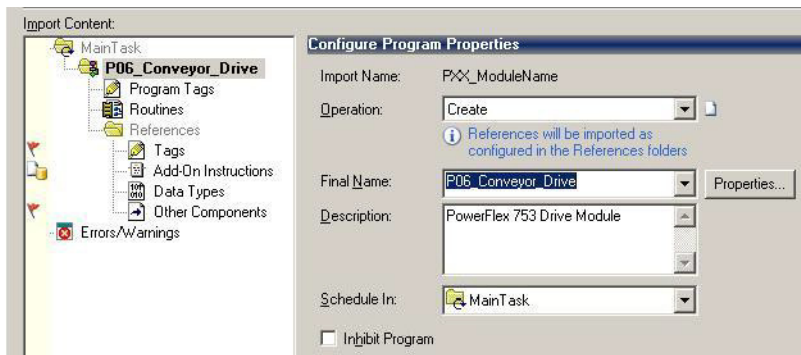 Import Content:
MainTask
P06_Conveyor_Drive
Program Tags
Routines
References
Tags
Add-On Instructions
Data Types
Other Components
Errors/Warnings
Configure Program Properties
Import Name: PXX_ModuleName
Operation: Create
References will be imported as
configured in the References folders
Final Name: P06_Conveyor_Drive Properties...
Description: PowerFlex 753 Drive Module
Schedule In: MainTask
Inhibit Program